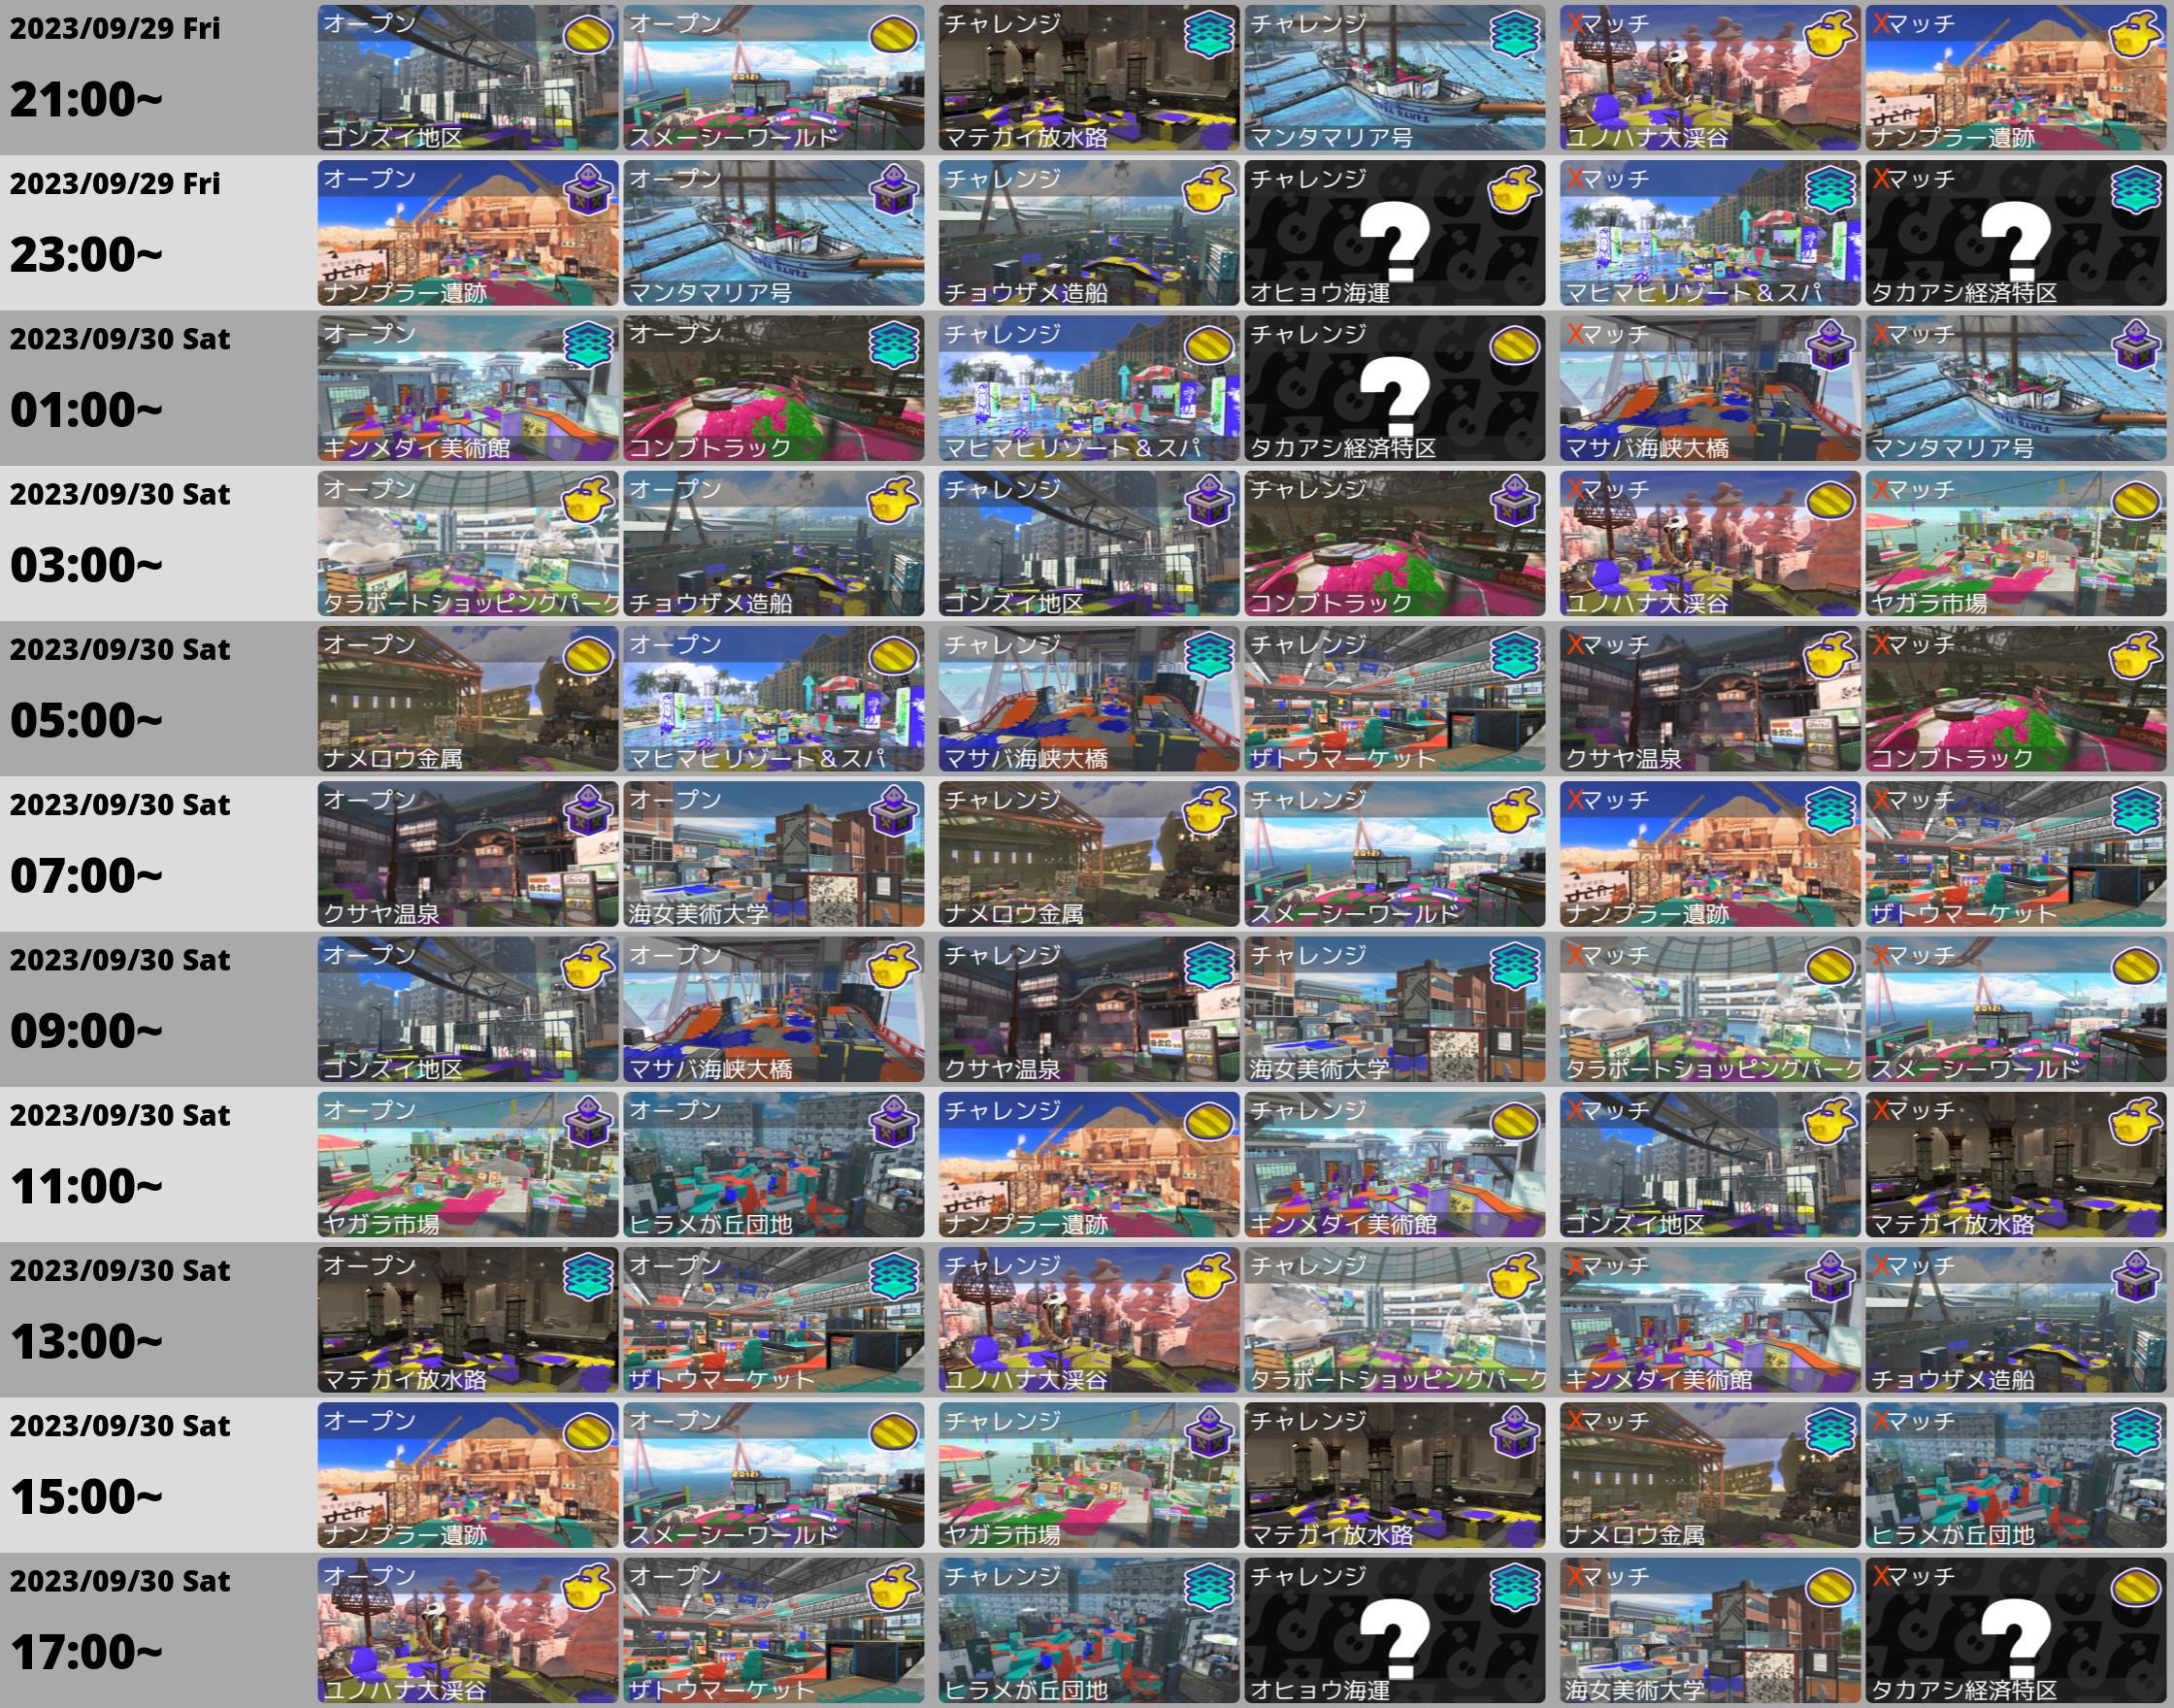 2023/09/29 Fri
21:00~
オープン オープン チャレンジ チャレンジ Xマッチ Xマッチ
ゴンズイ地区 スメーシーワールド マテガイ放水路 マンタマリア号 ユノハナ大渓谷 ナンプラー遺跡
2023/09/29 Fri
23:00~
オープン オープン チャレンジ チャレンジ Xマッチ Xマッチ
ナンプラー遺跡 マンタマリア号 チョウザメ造船 オヒョウ海運 マヒマヒリゾート&スパ タカアシ経済特区
2023/09/30 Sat
01:00~
オープン オープン チャレンジ チャレンジ Xマッチ Xマッチ
キンメダイ美術館 コンブトラック マヒマヒリゾート&スパ タカアシ経済特区 マサバ海峡大橋 マンタマリア号
2023/09/30 Sat
03:00~
オープン オープン チャレンジ チャレンジ Xマッチ Xマッチ
タラポートショッピングパーク チョウザメ造船 ゴンズイ地区 コンブトラック ユノハナ大渓谷 ヤガラ市場
2023/09/30 Sat
05:00~
オープン オープン チャレンジ チャレンジ Xマッチ Xマッチ
ナメロウ金属 マヒマヒリゾート&スパ マサバ海峡大橋 ザトウマーケット クサヤ温泉 コンブトラック
2023/09/30 Sat
07:00~
オープン オープン チャレンジ チャレンジ Xマッチ Xマッチ
クサヤ温泉 海女美術大学 ナメロウ金属 スメーシーワールド ナンプラー遺跡 ザトウマーケット
2023/09/30 Sat
09:00~
オープン オープン チャレンジ チャレンジ Xマッチ Xマッチ
ゴンズイ地区 マサバ海峡大橋 クサヤ温泉 海女美術大学 タラポートショッピングパーク スメーシーワールド
2023/09/30 Sat
11:00~
オープン オープン チャレンジ チャレンジ Xマッチ Xマッチ
ヤガラ市場 ヒラメが丘団地 ナンプラー遺跡 キンメダイ美術館 ゴンズイ地区 マテガイ放水路
2023/09/30 Sat
13:00~
オープン オープン チャレンジ チャレンジ Xマッチ Xマッチ
マテガイ放水路 ザトウマーケット ユノハナ大渓谷 タラポートショッピングパーク キンメダイ美術館 チョウザメ造船
2023/09/30 Sat
15:00~
オープン オープン チャレンジ チャレンジ Xマッチ Xマッチ
ナンプラー遺跡 スメーシーワールド ヤガラ市場 マテガイ放水路 ナメロウ金属 ヒラメが丘団地
2023/09/30 Sat
17:00~
オープン オープン チャレンジ チャレンジ Xマッチ Xマッチ
ユノハナ大渓谷 ザトウマーケット ヒラメが丘団地 オヒョウ海運 海女美術大学 タカアシ経済特区